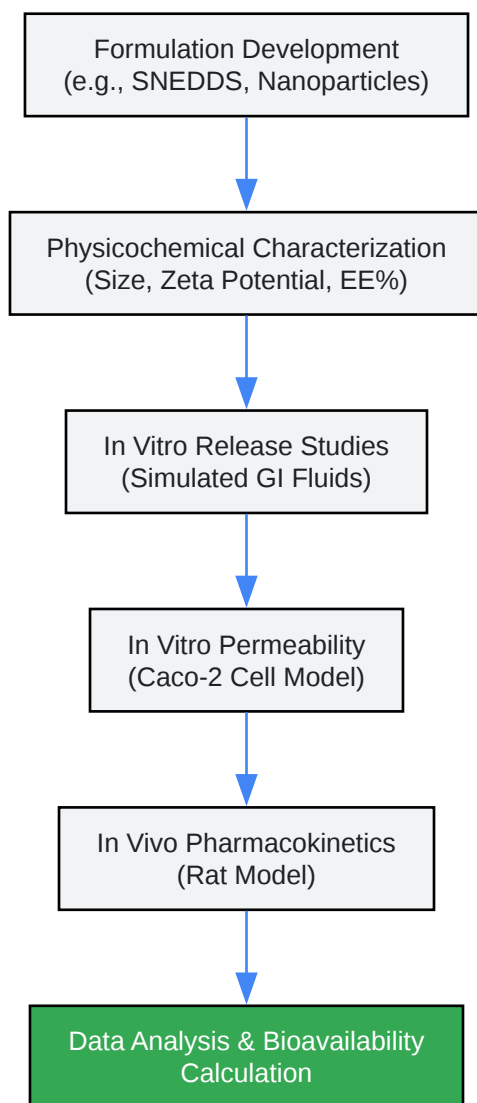 Formulation Development
(e.g., SNEDDS, Nanoparticles)
Physicochemical Characterization
(Size, Zeta Potential, EE%)
In Vitro Release Studies
(Simulated GI Fluids)
In Vitro Permeability
(Caco-2 Cell Model)
In Vivo Pharmacokinetics
(Rat Model)
Data Analysis & Bioavailability
Calculation